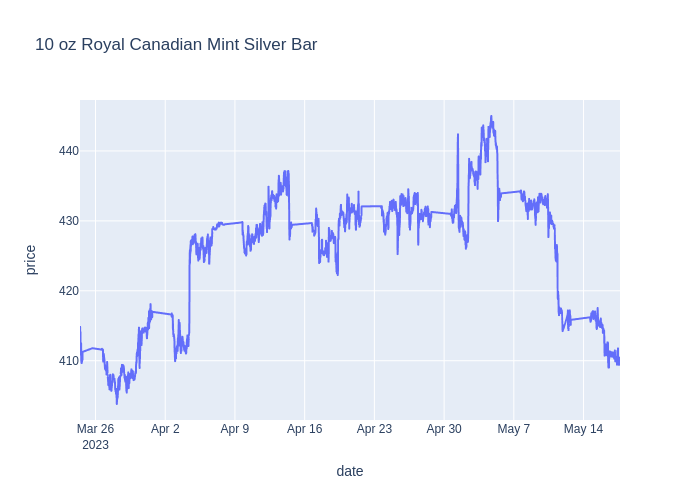 10 oz Royal Canadian Mint Silver Bar
440
430
420
410
price
Mar 26 Apr 2 Apr 9 Apr 16 Apr 23 Apr 30 May 7 May 14
2023
date